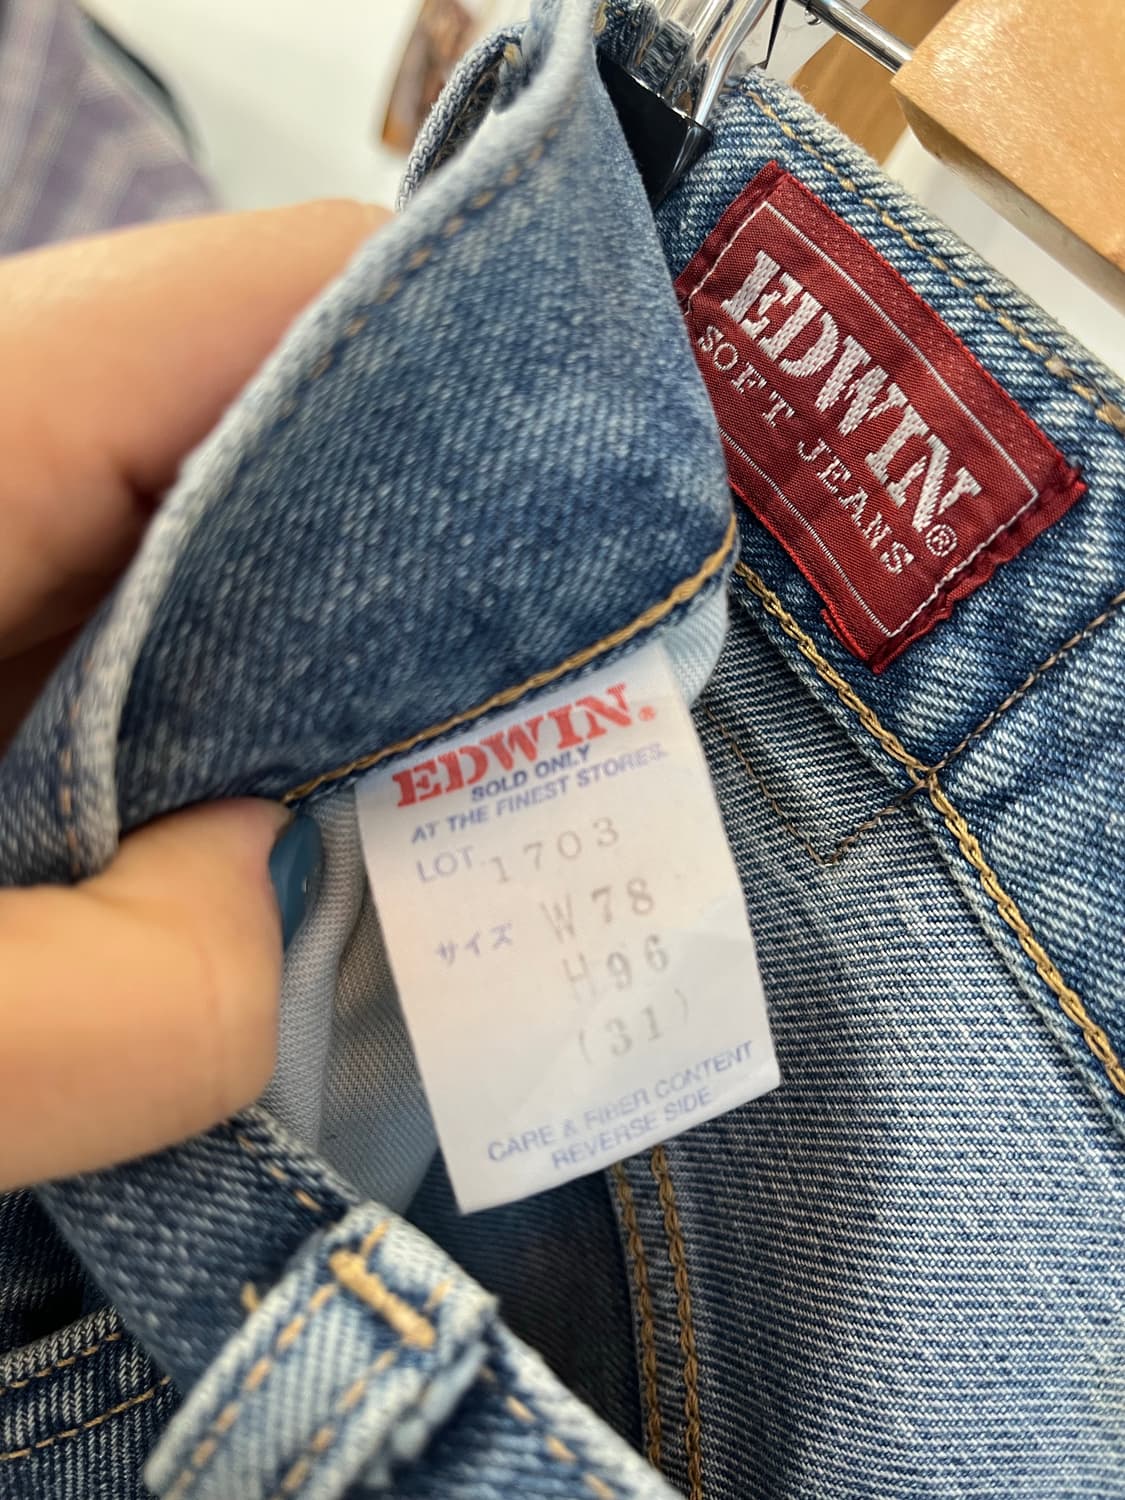 EDWIN®
SOFT JEANS
EDWIN®
SOLD ONLY
AT THE FINEST STORES.
LOT. 1703
サイズ W78
H96
(31)
CARE & FIBER CONTENT
REVERSE SIDE